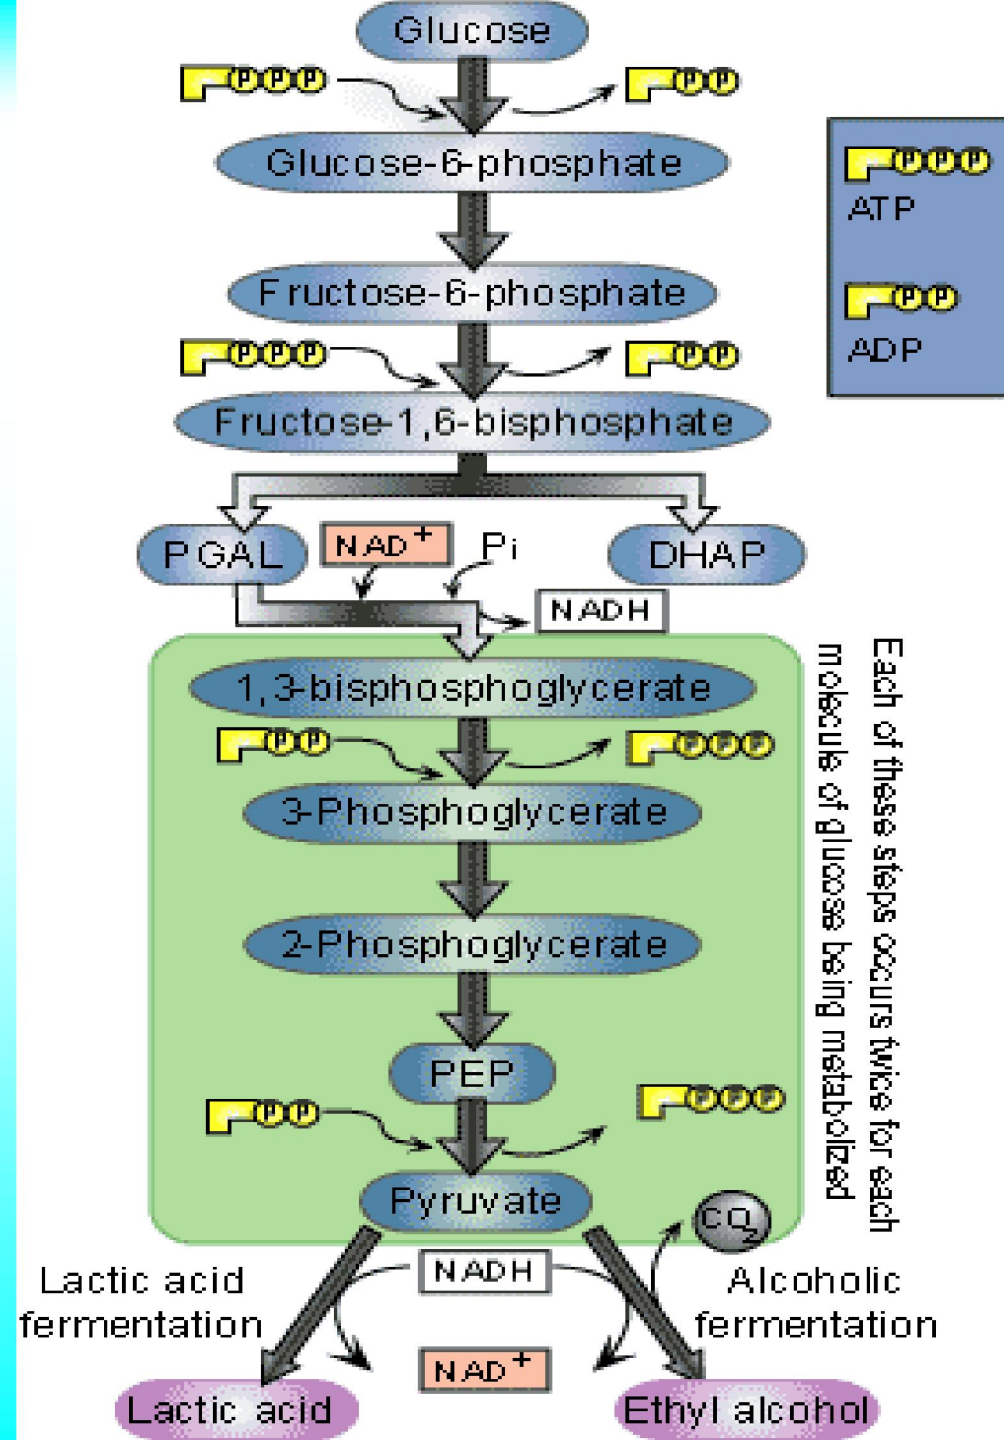 Glucose
P P P
P P
Glucose-6-phosphate
P P P
ATP
Fructose-6-phosphate
P P
ADP
P P P
P P
Fructose-1,6-bisphosphate
PGAL
NAD+
Pi
DHAP
NADH
1,3-bisphosphoglycerate
P P
P P P
3-Phosphoglycerate
2-Phosphoglycerate
PEP
P P
P P P
Pyruvate
Each of these steps occurs twice for each
molecule of glucose being metabolized
CO2
NADH
Lactic acid
fermentation
Alcoholic
fermentation
NAD+
Lactic acid
Ethyl alcohol